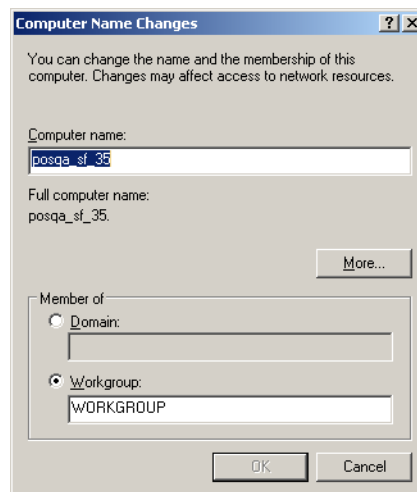 Computer Name Changes
You can change the name and the membership of this
computer. Changes may affect access to network resources.
Computer name:
posqa_sf_35
Full computer name:
posqa_sf_35.
More...
Member of
Domain:
Workgroup:
WORKGROUP
OK
Cancel